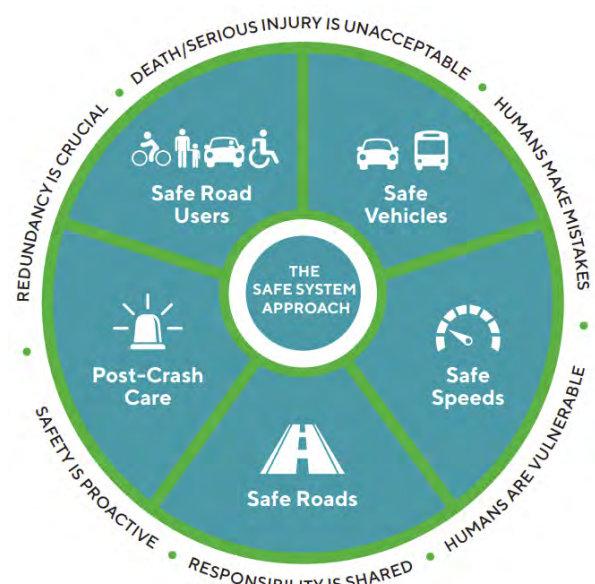 DEATH/SERIOUS INJURY IS UNACCEPTABLE
HUMANS MAKE MISTAKES
HUMANS ARE VULNERABLE
RESPONSIBILITY IS SHARED
SAFETY IS PROACTIVE
REDUNDANCY IS CRUCIAL
Safe Road
Users
Safe
Vehicles
THE
SAFE SYSTEM
APPROACH
Post-Crash
Care
Safe
Speeds
Safe Roads